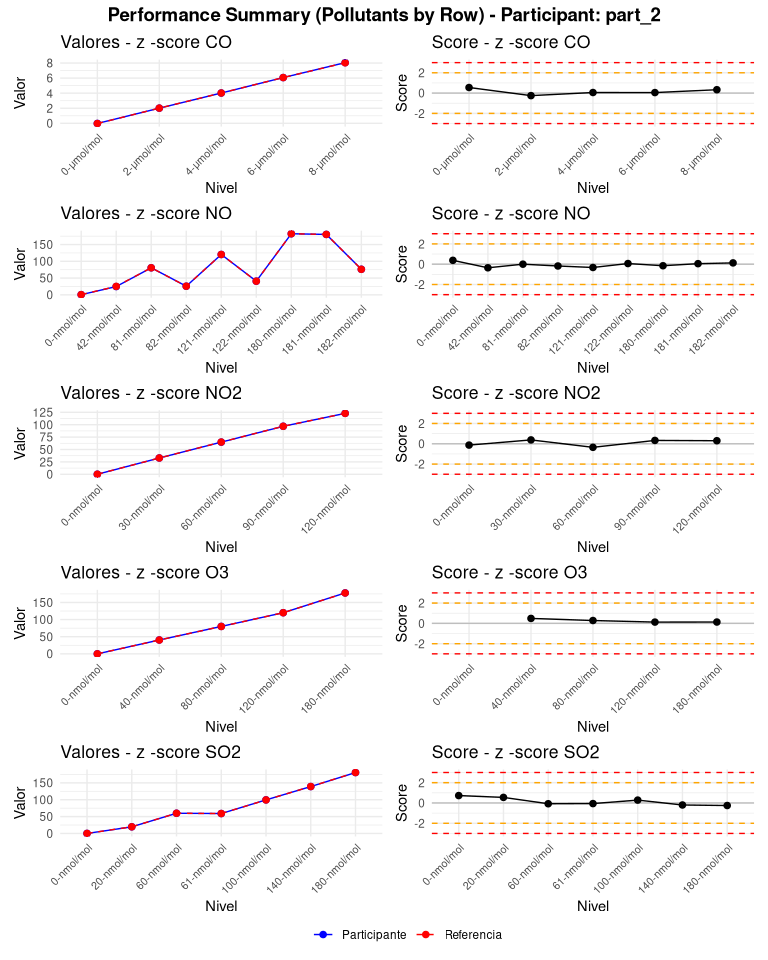 Performance Summary (Pollutants by Row) - Participant: part_2
Valores - z -score CO
Valor
8
6
4
2
0
0-μmol/mol
2-μmol/mol
4-μmol/mol
6-μmol/mol
8-μmol/mol
Nivel
Score - z -score CO
Score
2
0
-2
0-μmol/mol
2-μmol/mol
4-μmol/mol
6-μmol/mol
8-μmol/mol
Nivel
Valores - z -score NO
Valor
150
100
50
0
0-nmol/mol
42-nmol/mol
81-nmol/mol
82-nmol/mol
121-nmol/mol
122-nmol/mol
180-nmol/mol
181-nmol/mol
182-nmol/mol
Nivel
Score - z -score NO
Score
2
0
-2
0-nmol/mol
42-nmol/mol
81-nmol/mol
82-nmol/mol
121-nmol/mol
122-nmol/mol
180-nmol/mol
181-nmol/mol
182-nmol/mol
Nivel
Valores - z -score NO2
Valor
125
100
75
50
25
0
0-nmol/mol
30-nmol/mol
60-nmol/mol
90-nmol/mol
120-nmol/mol
Nivel
Score - z -score NO2
Score
2
0
-2
0-nmol/mol
30-nmol/mol
60-nmol/mol
90-nmol/mol
120-nmol/mol
Nivel
Valores - z -score O3
Valor
150
100
50
0
0-nmol/mol
40-nmol/mol
80-nmol/mol
120-nmol/mol
180-nmol/mol
Nivel
Score - z -score O3
Score
2
0
-2
0-nmol/mol
40-nmol/mol
80-nmol/mol
120-nmol/mol
180-nmol/mol
Nivel
Valores - z -score SO2
Valor
150
100
50
0
0-nmol/mol
20-nmol/mol
60-nmol/mol
61-nmol/mol
100-nmol/mol
140-nmol/mol
180-nmol/mol
Nivel
Score - z -score SO2
Score
2
0
-2
0-nmol/mol
20-nmol/mol
60-nmol/mol
61-nmol/mol
100-nmol/mol
140-nmol/mol
180-nmol/mol
Nivel
Participante
Referencia